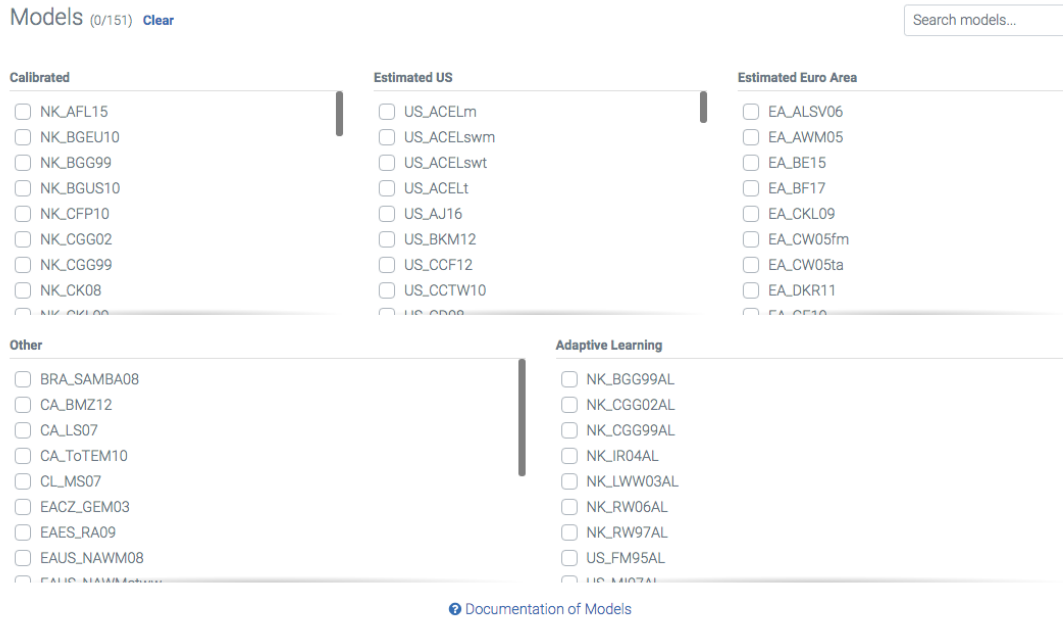 Models (0/151) Clear
Search models...
Calibrated
NK_AFL15
NK_BGEU10
NK_BGG99
NK_BGUS10
NK_CFP10
NK_CGG02
NK_CGG99
NK_CK08
Estimated US
US_ACELm
US_ACELswm
US_ACELswt
US_ACELt
US_AJ16
US_BKM12
US_CCF12
US_CCTW10
Estimated Euro Area
EA_ALSV06
EA_AWM05
EA_BE15
EA_BF17
EA_CKL09
EA_CW05fm
EA_CW05ta
EA_DKR11
Other
BRA_SAMBA08
CA_BMZ12
CA_LS07
CA_ToTEM10
CL_MS07
EACZ_GEM03
EAES_RA09
EAUS_NAWM08
Adaptive Learning
NK_BGG99AL
NK_CGG02AL
NK_CGG99AL
NK_IR04AL
NK_LWW03AL
NK_RW06AL
NK_RW97AL
US_FM95AL
Documentation of Models